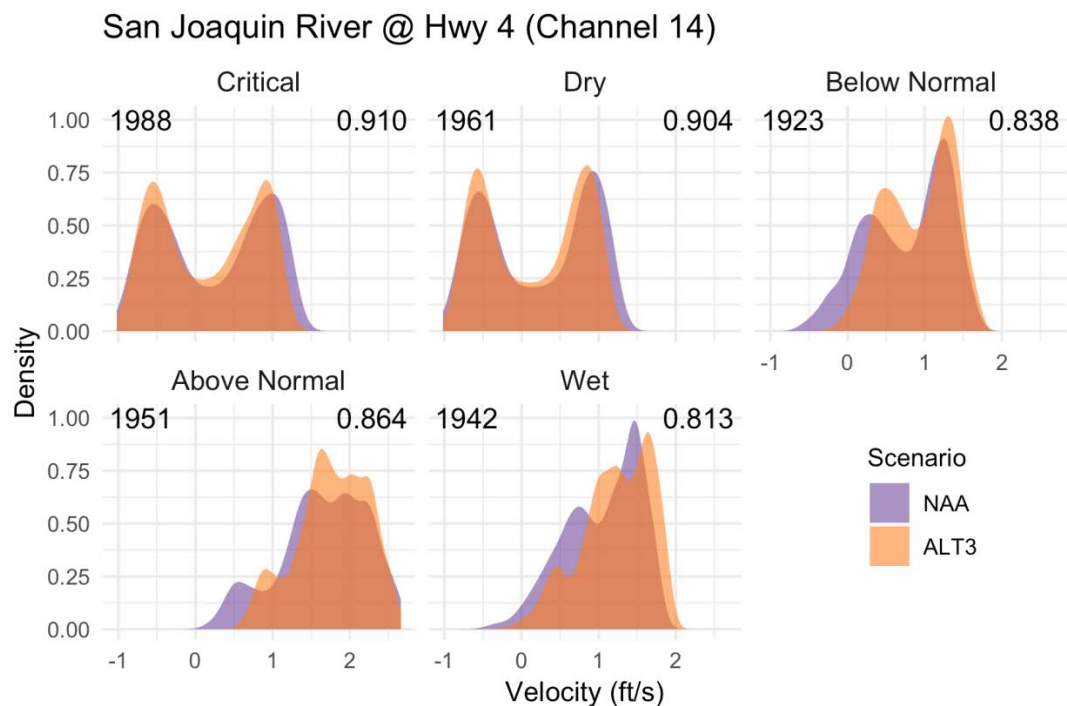 San Joaquin River @ Hwy 4 (Channel 14)
Critical
Dry
Below Normal
1988
0.910
1961
0.904
1923
0.838
1.00
0.75
0.50
0.25
0.00
-1 0 1 2
Density
Above Normal
Wet
1951
0.864
1942
0.813
1.00
0.75
0.50
0.25
0.00
-1 0 1 2
-1 0 1 2
Velocity (ft/s)
Scenario
NAA
ALT3